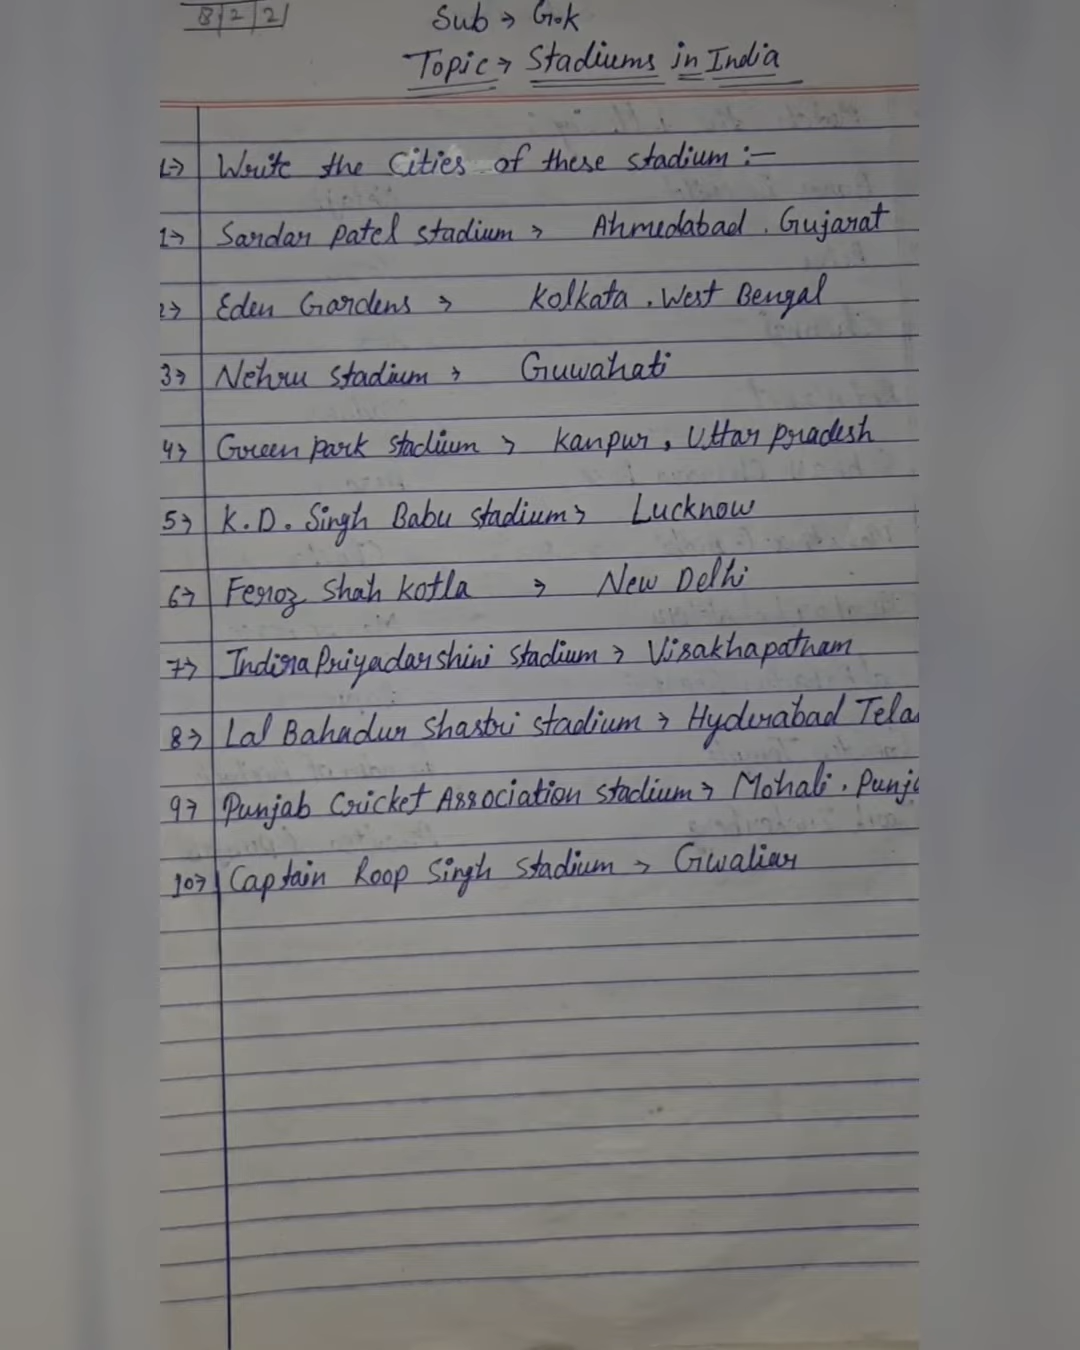 8/2/21
Sub → G.K
Topic → Stadiums in India
1→ Write the Cities of these stadium :-
1→ Sardar Patel stadium → Ahmedabad . Gujarat
2→ Eden Gardens → Kolkata . West Bengal
3→ Nehru stadium → Guwahati
4→ Green park stadium → Kanpur , Uttar pradesh
5→ K.D. Singh Babu stadium → Lucknow
6→ Feroz Shah Kotla → New Delhi
7→ Indira Priyadarshini stadium → Visakhapatnam
8→ Lal Bahadur Shastri stadium → Hyderabad Tela
9→ Punjab Cricket Association stadium → Mohali . Punj
10→ Captain Roop Singh stadium → Gwaliar